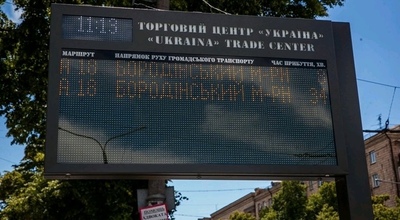 11:13
ТОРГОВИЙ ЦЕНТР «УКРАЇНА»
«UKRAINA» TRADE CENTER
МАРШРУТ НАПРЯМОК РУХУ ГРОМАДСЬКОГО ТРАНСПОРТУ ЧАС ПРИБУТТЯ, ХВ.
А 18 БОРОДІНСЬКИЙ М-РН
А 18 БОРОДІНСЬКИЙ М-РН 34